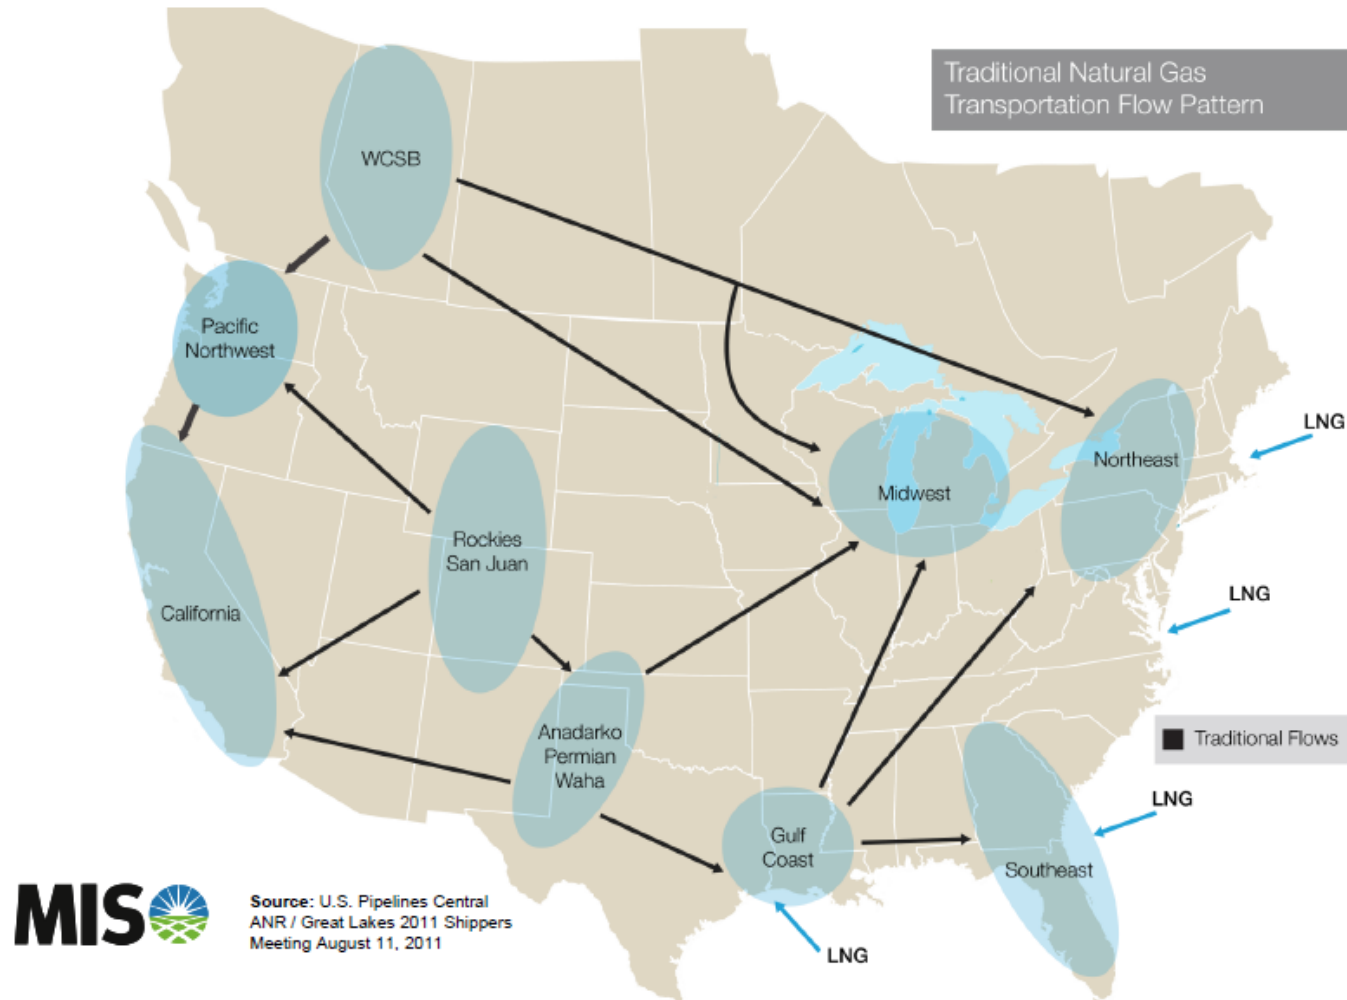 Traditional Natural Gas
Transportation Flow Pattern
WCSB
Pacific
Northwest
LNG
Northeast
Midwest
Rockies
San Juan
LNG
California
Anadarko
Permian
Waha
Traditional Flows
LNG
Gulf
Coast
Southeast
MISO
Source: U.S. Pipelines Central
ANR / Great Lakes 2011 Shippers
Meeting August 11, 2011
LNG